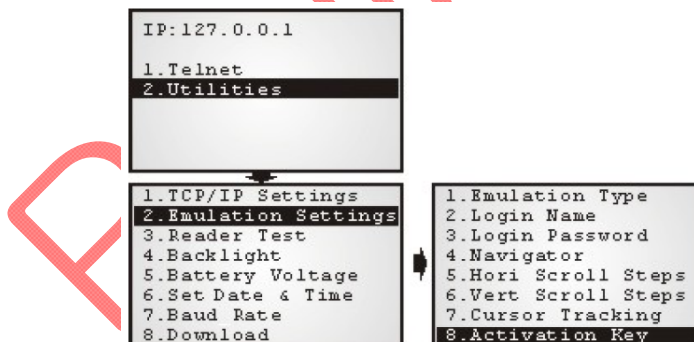 IP:127.0.0.1
1.Telnet
2.Utilities
1.TCP/IP Settings
2.Emulation Settings
3.Reader Test
4.Backlight
5.Battery Voltage
6.Set Date & Time
7.Baud Rate
8.Download
1.Emulation Type
2.Login Name
3.Login Password
4.Navigator
5.Hori Scroll Steps
6.Vert Scroll Steps
7.Cursor Tracking
8.Activation Key